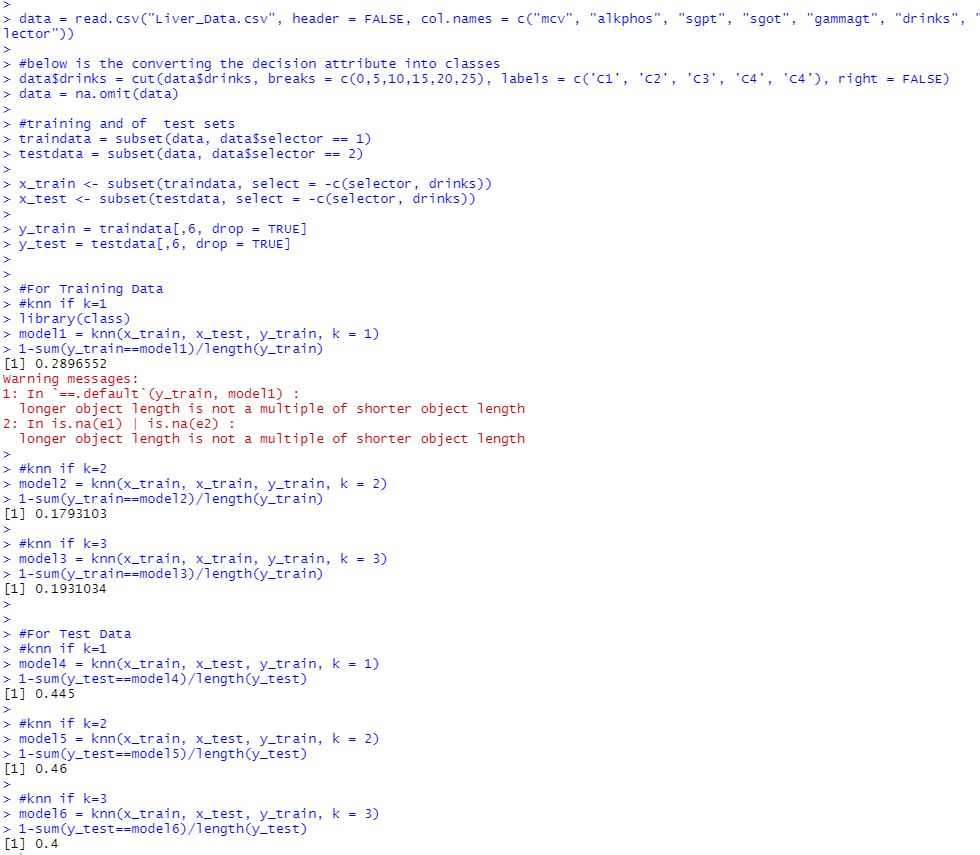 >
> data = read.csv("Liver_Data.csv", header = FALSE, col.names = c("mcv", "alkphos", "sgpt", "sgot", "gammagt", "drinks", "
lector"))
>
> #below is the converting the decision attribute into classes
> data$drinks = cut(data$drinks, breaks = c(0,5,10,15,20,25), labels = c('C1', 'C2', 'C3', 'C4', 'C4'), right = FALSE)
> data = na.omit(data)
>
> #training and of  test sets
> traindata = subset(data, data$selector == 1)
> testdata = subset(data, data$selector == 2)
>
> x_train <- subset(traindata, select = -c(selector, drinks))
> x_test <- subset(testdata, select = -c(selector, drinks))
>
> y_train = traindata[,6, drop = TRUE]
> y_test = testdata[,6, drop = TRUE]
>
>
> #For Training Data
> #knn if k=1
> library(class)
> model1 = knn(x_train, x_test, y_train, k = 1)
> 1-sum(y_train==model1)/length(y_train)
[1] 0.2896552
Warning messages:
1: In `==.default`(y_train, model1) :
  longer object length is not a multiple of shorter object length
2: In is.na(e1) | is.na(e2) :
  longer object length is not a multiple of shorter object length
>
> #knn if k=2
> model2 = knn(x_train, x_train, y_train, k = 2)
> 1-sum(y_train==model2)/length(y_train)
[1] 0.1793103
>
> #knn if k=3
> model3 = knn(x_train, x_train, y_train, k = 3)
> 1-sum(y_train==model3)/length(y_train)
[1] 0.1931034
>
>
> #For Test Data
> #knn if k=1
> model4 = knn(x_train, x_test, y_train, k = 1)
> 1-sum(y_test==model4)/length(y_test)
[1] 0.445
>
> #knn if k=2
> model5 = knn(x_train, x_test, y_train, k = 2)
> 1-sum(y_test==model5)/length(y_test)
[1] 0.46
>
> #knn if k=3
> model6 = knn(x_train, x_test, y_train, k = 3)
> 1-sum(y_test==model6)/length(y_test)
[1] 0.4